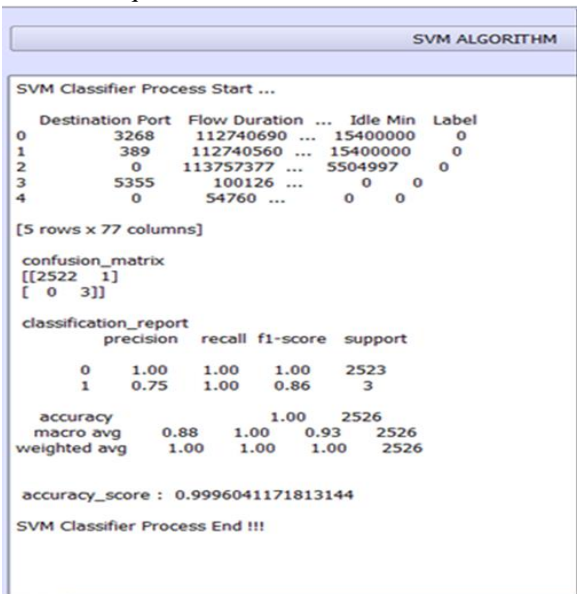 SVM ALGORITHM
SVM Classifier Process Start ...
Destination Port Flow Duration ... Idle Min Label
0 3268 112740690 ... 15400000 0
1 389 112740560 ... 15400000 0
2 0 113757377 ... 5504997 0
3 5355 100126 ... 0 0
4 0 54760 ... 0 0
[5 rows x 77 columns]
confusion_matrix
[[2522 1]
[ 0 3]]
classification_report
precision recall f1-score support
0 1.00 1.00 1.00 2523
1 0.75 1.00 0.86 3
accuracy 1.00 2526
macro avg 0.88 1.00 0.93 2526
weighted avg 1.00 1.00 1.00 2526
accuracy_score : 0.9996041171813144
SVM Classifier Process End !!!